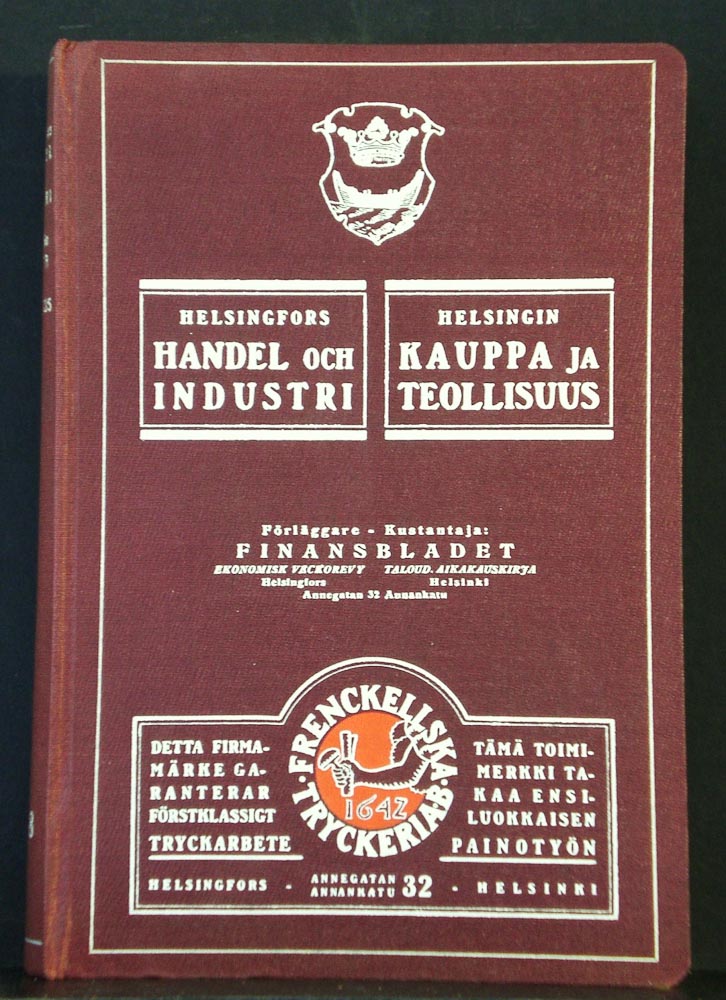 HELSINGFORS
HANDEL OCH
INDUSTRI
HELSINGIN
KAUPPA JA
TEOLLISUUS
Förläggare - Kustantaja:
FINANSBLADET
EKONOMISK VECKOREVY TALOUD. AIKAKAUSKIRJA
Helsingfors Helsinki
Annegatan 32 Annankatu
DETTA FIRMA-
MÄRKE GA-
RANTERAR
FÖRSTKLASSIGT
TRYCKARBETE
· FRENCKELLSKA ·
TRYCKERI AB
1642
TÄMÄ TOIMI-
MERKKI TA-
KAA ENSI-
LUOKKAISEN
PAINOTYÖN
HELSINGFORS - ANNEGATAN ANNANKATU 32 - HELSINKI